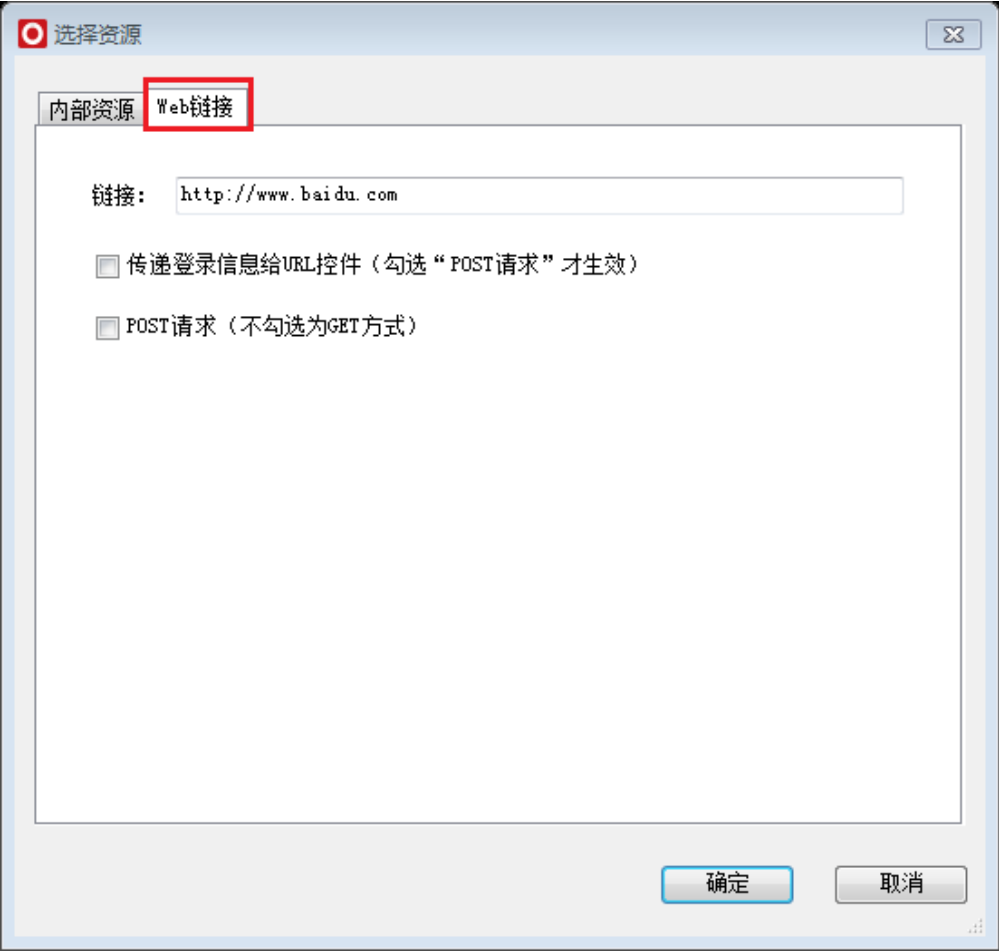 选择资源
内部资源 Web链接
链接： http://www.baidu.com
传递登录信息给URL控件（勾选“POST请求”才生效）
POST请求（不勾选为GET方式）
确定 取消